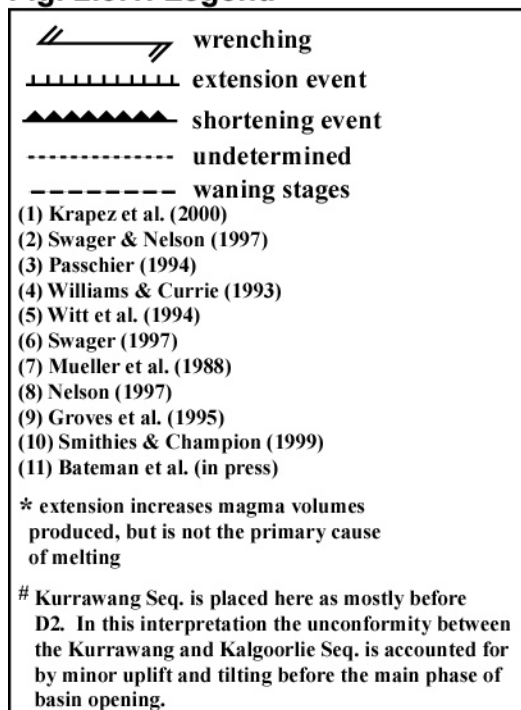 wrenching
extension event
shortening event
undetermined
waning stages
(1) Krapez et al. (2000)
(2) Swager & Nelson (1997)
(3) Passchier (1994)
(4) Williams & Currie (1993)
(5) Witt et al. (1994)
(6) Swager (1997)
(7) Mueller et al. (1988)
(8) Nelson (1997)
(9) Groves et al. (1995)
(10) Smithies & Champion (1999)
(11) Bateman et al. (in press)
* extension increases magma volumes
produced, but is not the primary cause
of melting
# Kurrawang Seq. is placed here as mostly before
D2. In this interpretation the unconformity between
the Kurrawang and Kalgoorlie Seq. is accounted for
by minor uplift and tilting before the main phase of
basin opening.